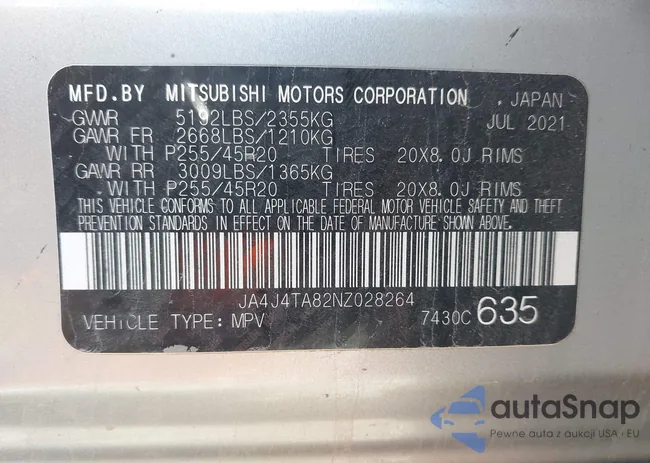 MFD.BY MITSUBISHI MOTORS CORPORATION JAPAN
GVWR 5192LBS/2355KG JUL 2021
GAWR FR 2668LBS/1210KG
WITH P255/45R20 TIRES 20X8.0J RIMS
GAWR RR 3009LBS/1365KG
WITH P255/45R20 TIRES 20X8.0J RIMS
THIS VEHICLE CONFORMS TO ALL APPLICABLE FEDERAL MOTOR VEHICLE SAFETY AND THEFT
PREVENTION STANDARDS IN EFFECT ON THE DATE OF MANUFACTURE SHOWN ABOVE.
JA4J4TA82NZ028264
VEHICLE TYPE: MPV 7430C 635
autaSnap
Pewne auta z aukcji USA - EU